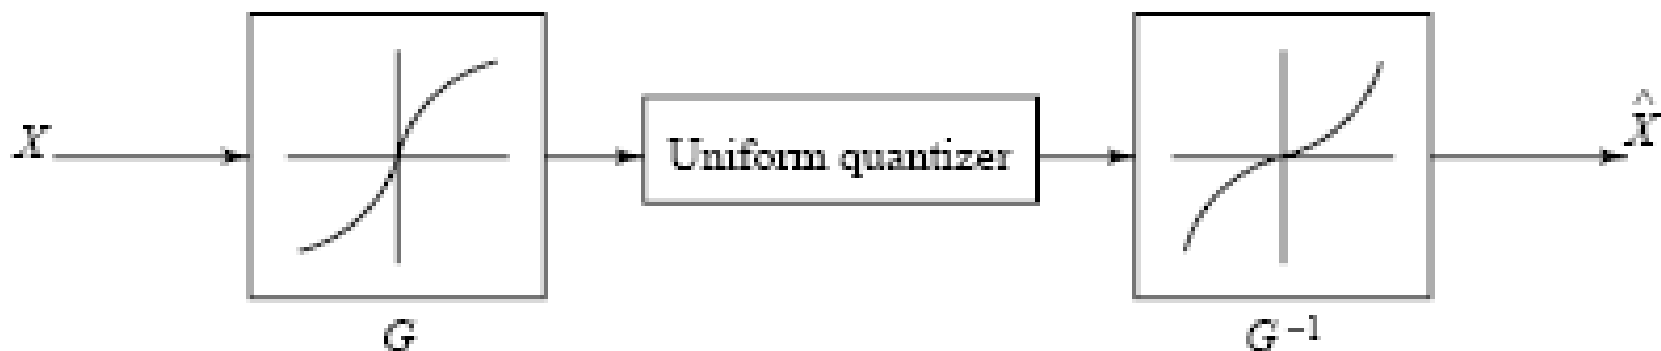 X
Uniform quantizer
X̂
G
G⁻¹